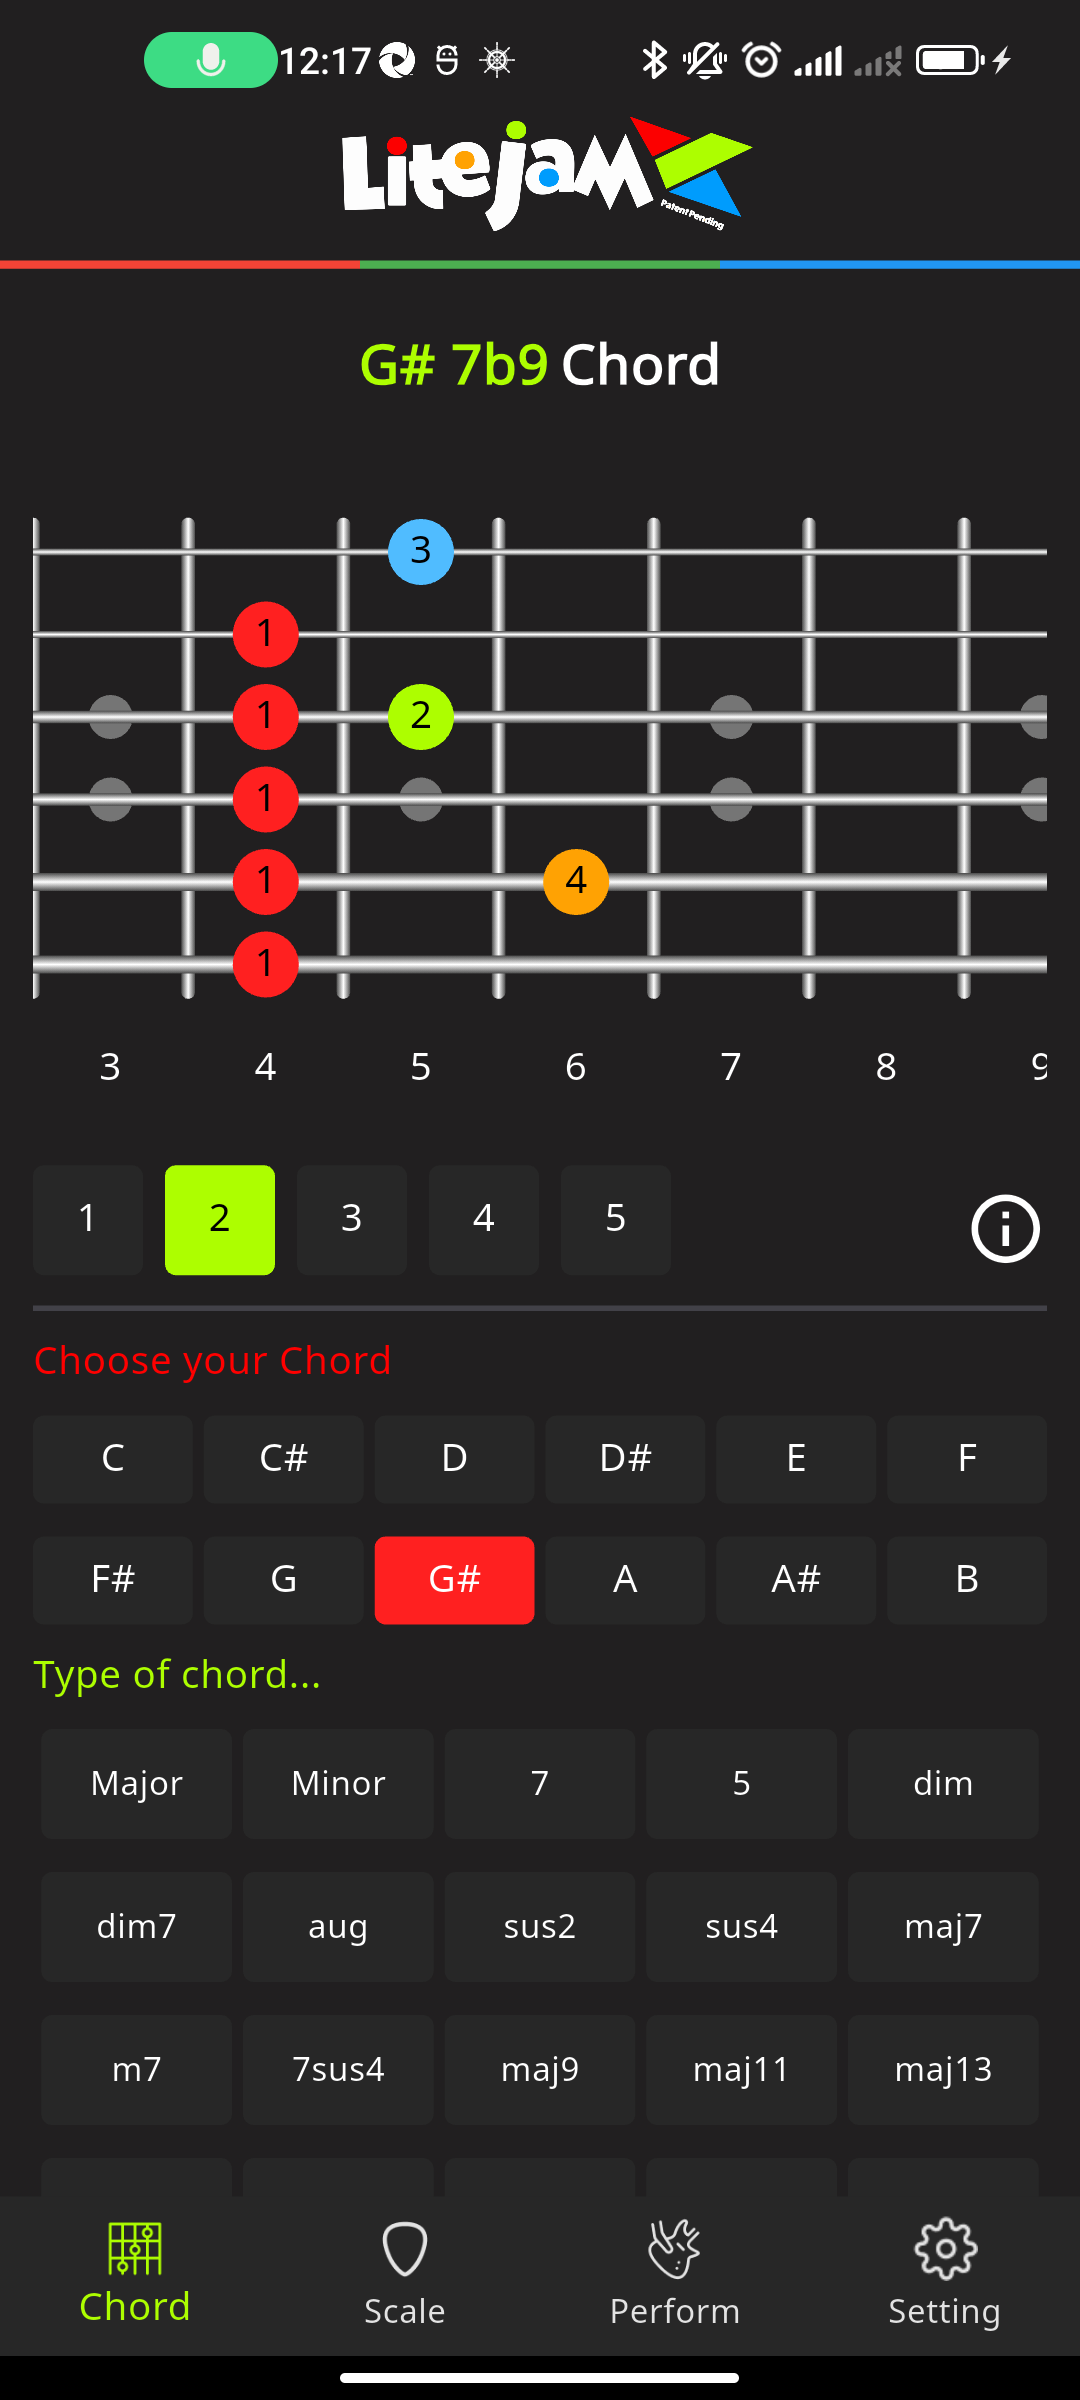 12:17
Litejam
Patent Pending
G# 7b9 Chord
3
1
1 2
1
1 4
1
3 4 5 6 7 8 9
1 2 3 4 5
Choose your Chord
C C# D D# E F
F# G G# A A# B
Type of chord...
Major Minor 7 5 dim
dim7 aug sus2 sus4 maj7
m7 7sus4 maj9 maj11 maj13
Chord Scale Perform Setting